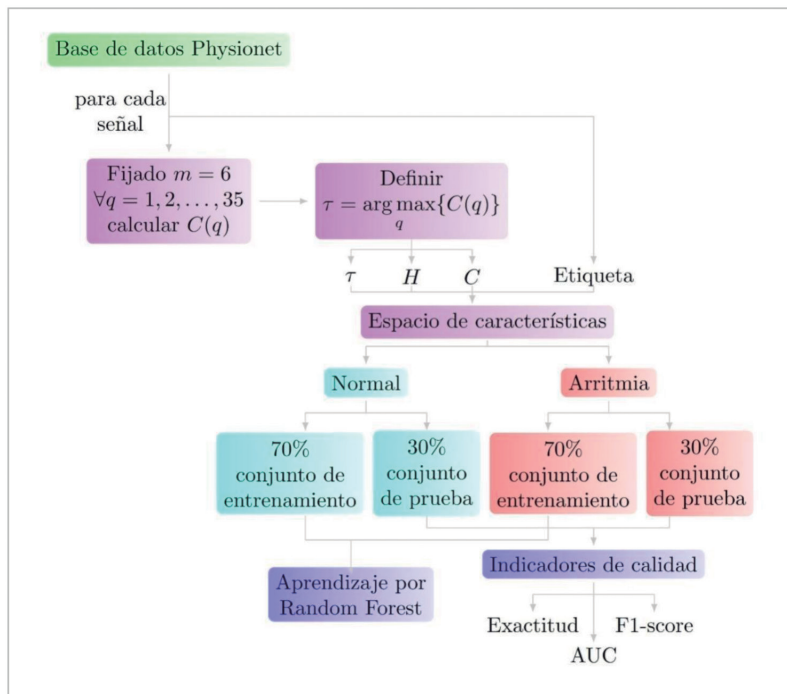 Base de datos Physionet
para cada
señal
Fijado m = 6
∀q = 1, 2, . . . , 35
calcular C(q)
Definir
τ = arg max{C(q)}
q
τ
H
C
Etiqueta
Espacio de características
Normal
Arritmia
70%
conjunto de
entrenamiento
30%
conjunto
de prueba
70%
conjunto de
entrenamiento
30%
conjunto
de prueba
Aprendizaje por
Random Forest
Indicadores de calidad
Exactitud
F1-score
AUC